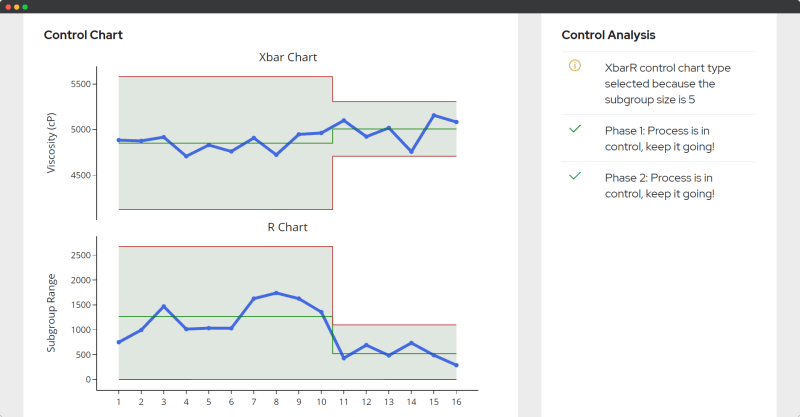 Control Chart
Xbar Chart
5500
5000
4500
Viscosity (cP)
R Chart
2500
2000
1500
1000
500
0
Subgroup Range
1 2 3 4 5 6 7 8 9 10 11 12 13 14 15 16
Control Analysis
XbarR control chart type
selected because the
subgroup size is 5
Phase 1: Process is in
control, keep it going!
Phase 2: Process is in
control, keep it going!